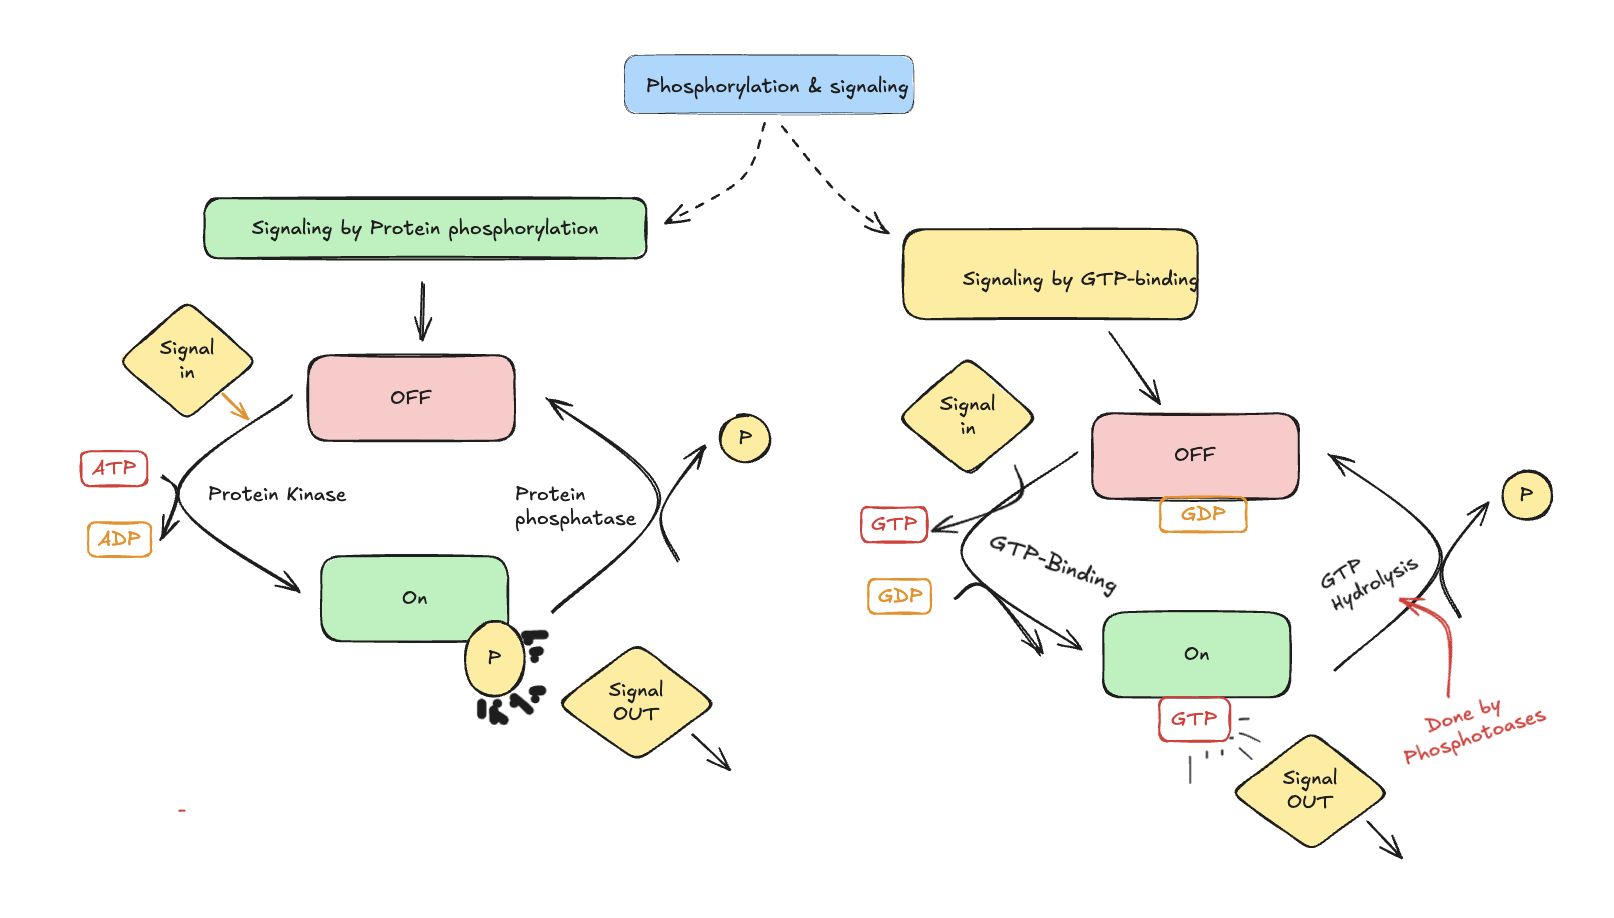 Phosphorylation & signaling
Signaling by Protein phosphorylation
Signal
in
OFF
ATP
ADP
Protein Kinase
Protein
phosphatase
P
On
P
Signal
OUT
Signaling by GTP-binding
Signal
in
OFF
GDP
GTP
GDP
GTP-Binding
GTP
Hydrolysis
P
On
GTP
Done by
Phosphotoases
Signal
OUT